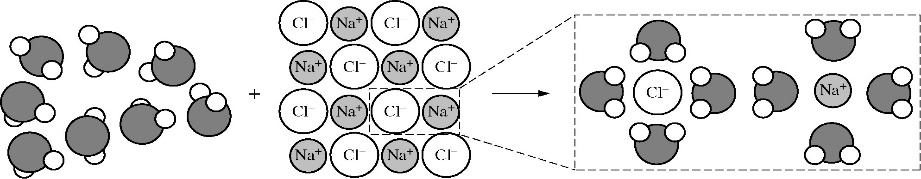 Cl⁻ Na⁺ Cl⁻ Na⁺
Na⁺ Cl⁻ Na⁺ Cl⁻
+ Cl⁻ Na⁺ Cl⁻ Na⁺
Na⁺ Cl⁻ Na⁺ Cl⁻
Cl⁻ Na⁺